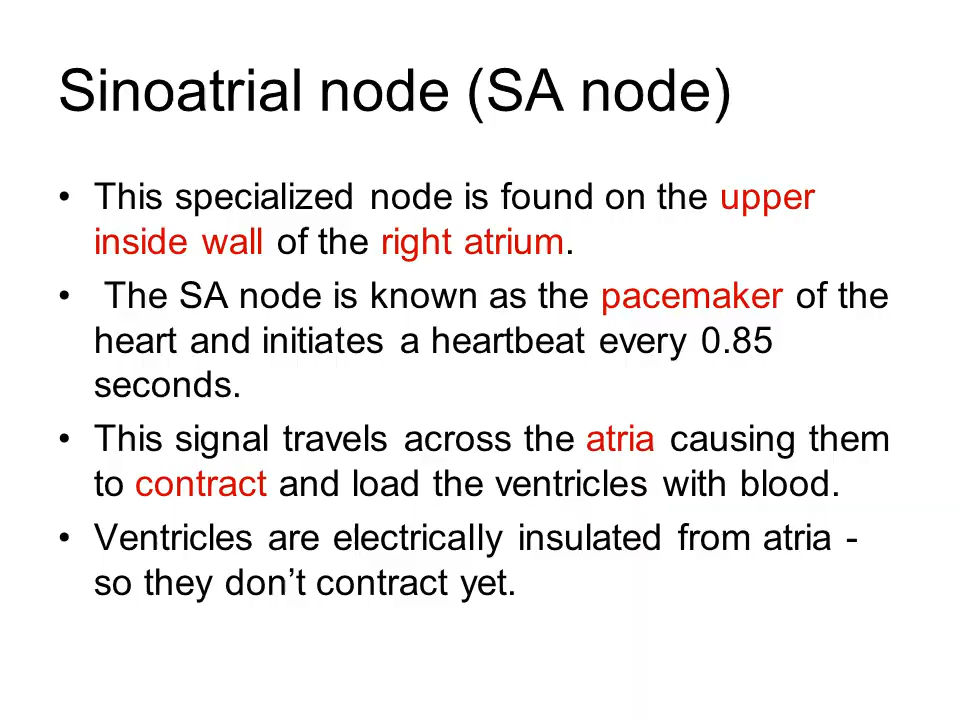 Sinoatrial node (SA node)
• This specialized node is found on the upper
inside wall of the right atrium.
• The SA node is known as the pacemaker of the
heart and initiates a heartbeat every 0.85
seconds.
• This signal travels across the atria causing them
to contract and load the ventricles with blood.
• Ventricles are electrically insulated from atria -
so they don’t contract yet.